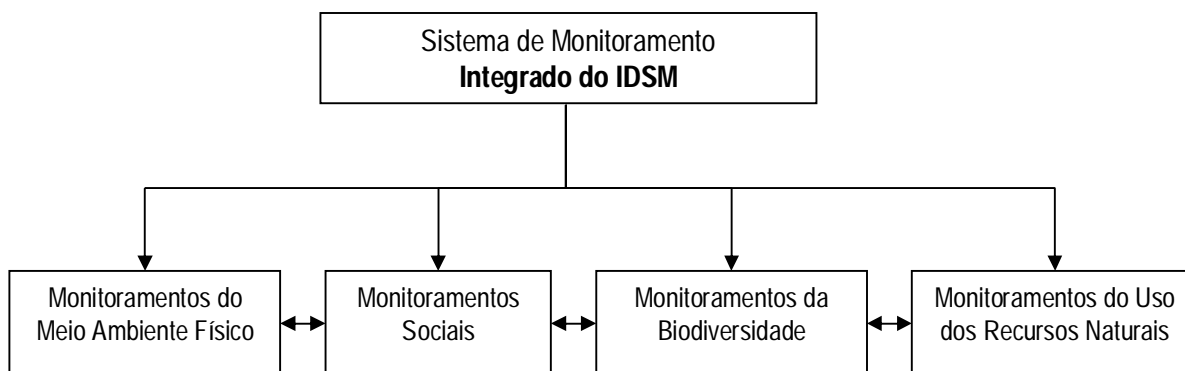 Sistema de Monitoramento
Integrado do IDSM
Monitoramentos do
Meio Ambiente Físico
Monitoramentos
Sociais
Monitoramentos da
Biodiversidade
Monitoramentos do Uso
dos Recursos Naturais